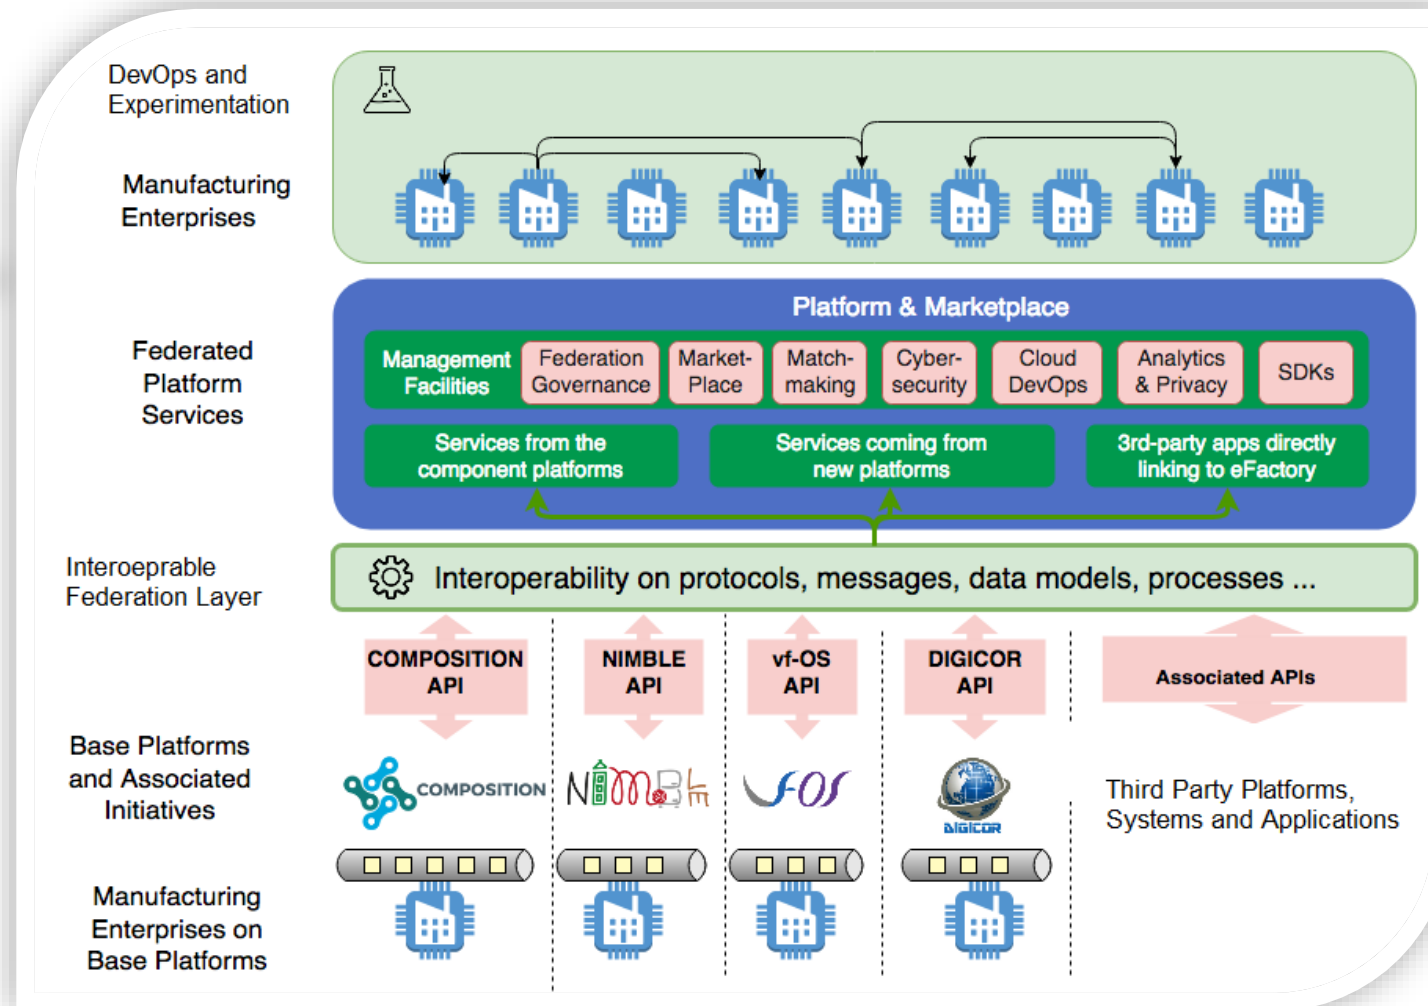 DevOps and
Experimentation
Manufacturing
Enterprises
Federated
Platform
Services
Platform & Marketplace
Management
Facilities
Federation
Governance
Market-
Place
Match-
making
Cyber-
security
Cloud
DevOps
Analytics
& Privacy
SDKs
Services from the
component platforms
Services coming from
new platforms
3rd-party apps directly
linking to eFactory
Interoeprable
Federation Layer
Interoperability on protocols, messages, data models, processes ...
COMPOSITION
API
NIMBLE
API
vf-OS
API
DIGICOR
API
Associated APIs
Base Platforms
and Associated
Initiatives
COMPOSITION
NIMBLE
vf-OS
DIGICOR
Third Party Platforms,
Systems and Applications
Manufacturing
Enterprises on
Base Platforms